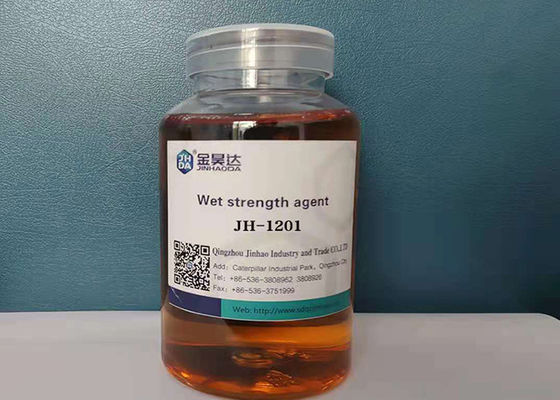 JH
DA
金昊达
JINHAODA
Wet strength agent
JH-1201
Qingzhou Jinhao Industry and Trade CO.,LTD
Add: Caterpillar Industrial Park, Qingzhou City
Tel: +86-536-3808952 3808926
Fax: +86-536-3751999
Web: http://www.